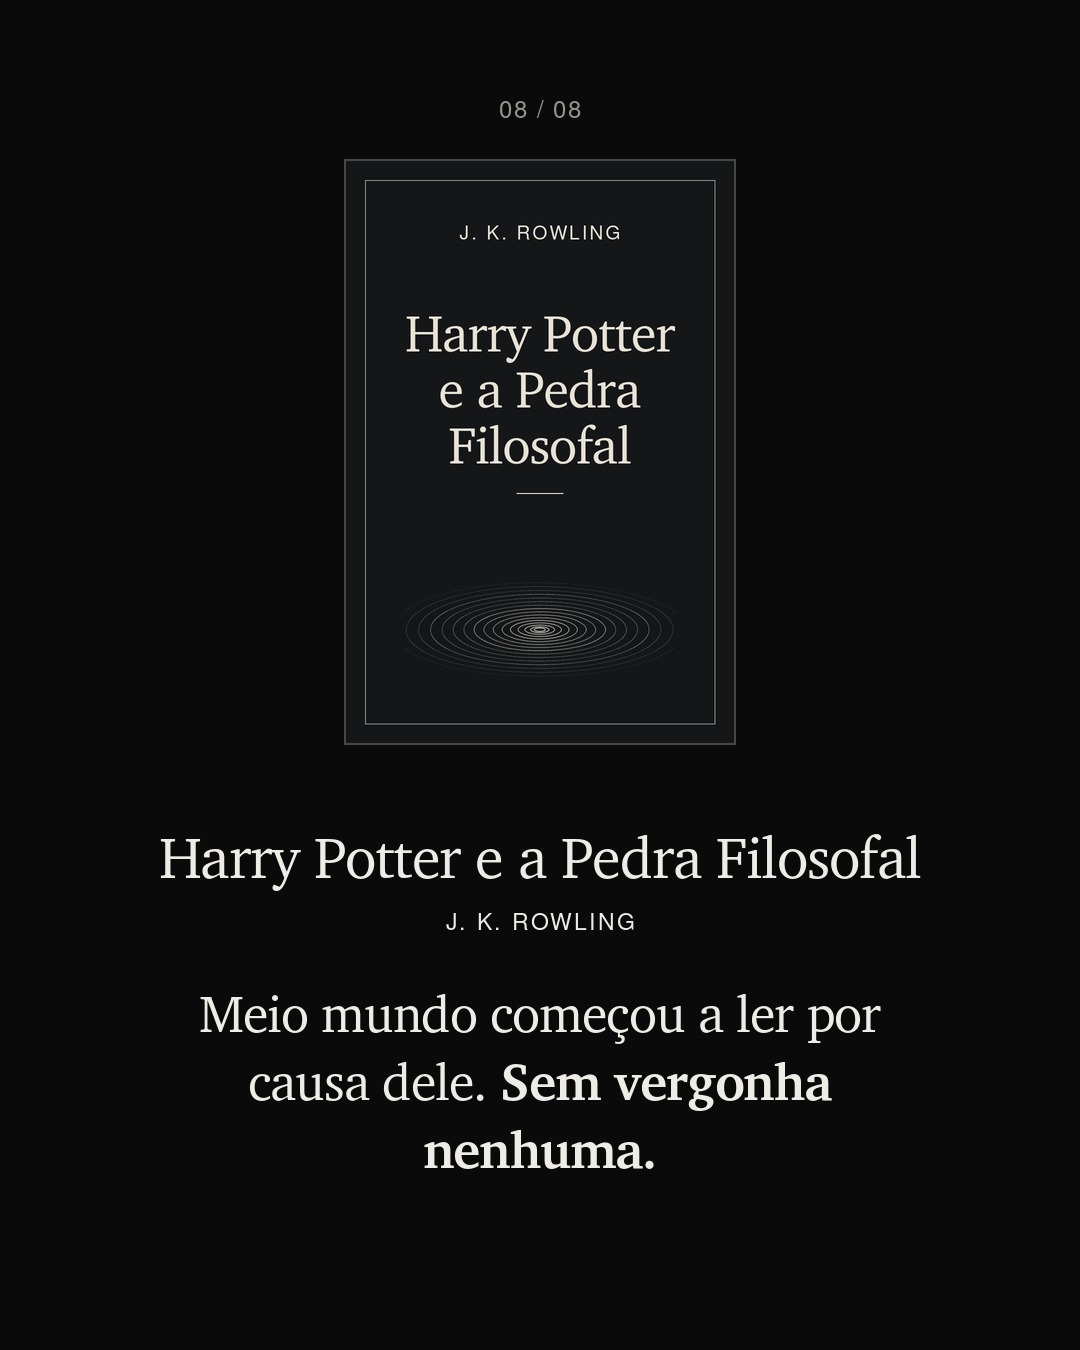 08 / 08
J. K. ROWLING
Harry Potter
e a Pedra
Filosofal
Harry Potter e a Pedra Filosofal
J. K. ROWLING
Meio mundo começou a ler por
causa dele. Sem vergonha
nenhuma.